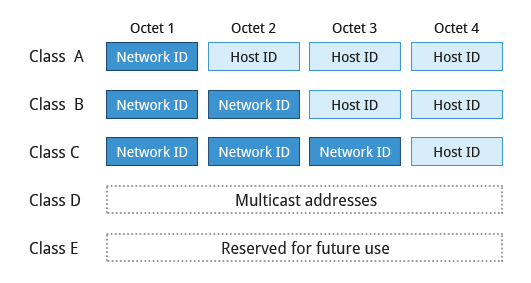 Octet 1 Octet 2 Octet 3 Octet 4
Class A Network ID Host ID Host ID Host ID
Class B Network ID Network ID Host ID Host ID
Class C Network ID Network ID Network ID Host ID
Class D Multicast addresses
Class E Reserved for future use